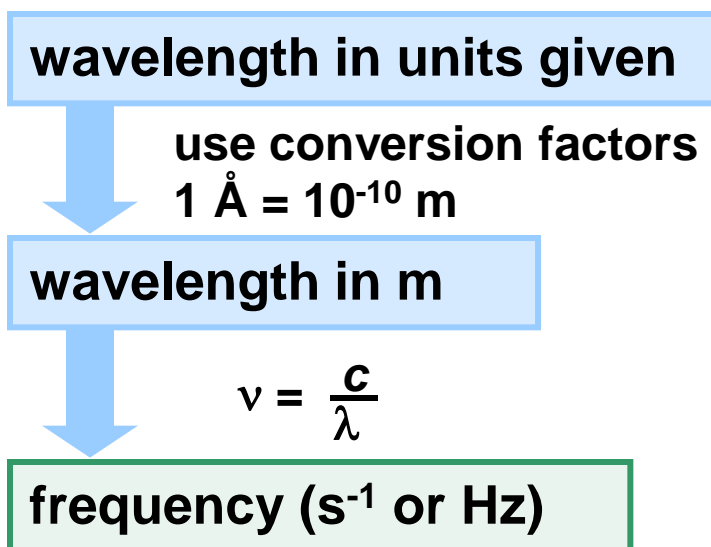 wavelength in units given
use conversion factors
1 Å = 10⁻¹⁰ m
wavelength in m
ν = c/λ
frequency (s⁻¹ or Hz)